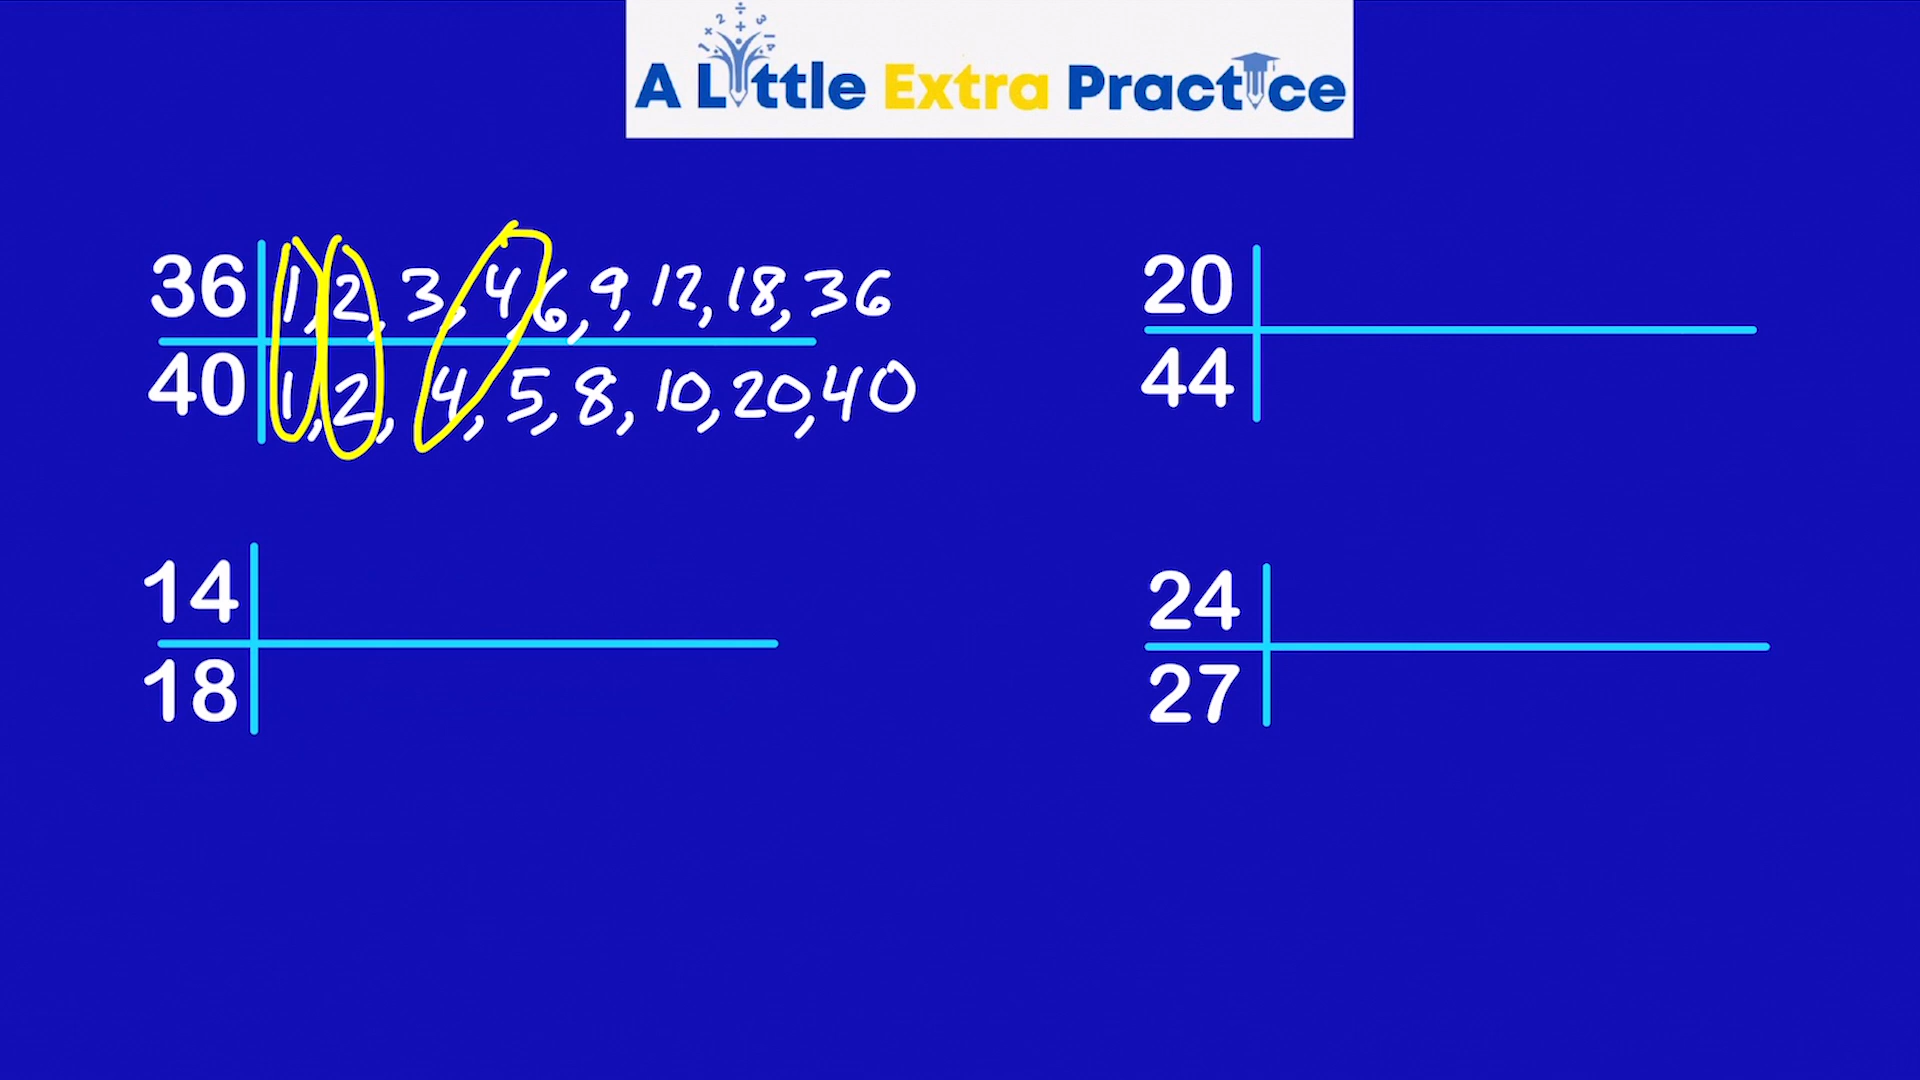 A Little Extra Practice
36 1, 2, 3, 4, 6, 9, 12, 18, 36
40 1, 2, 4, 5, 8, 10, 20, 40
20
44
14
18
24
27